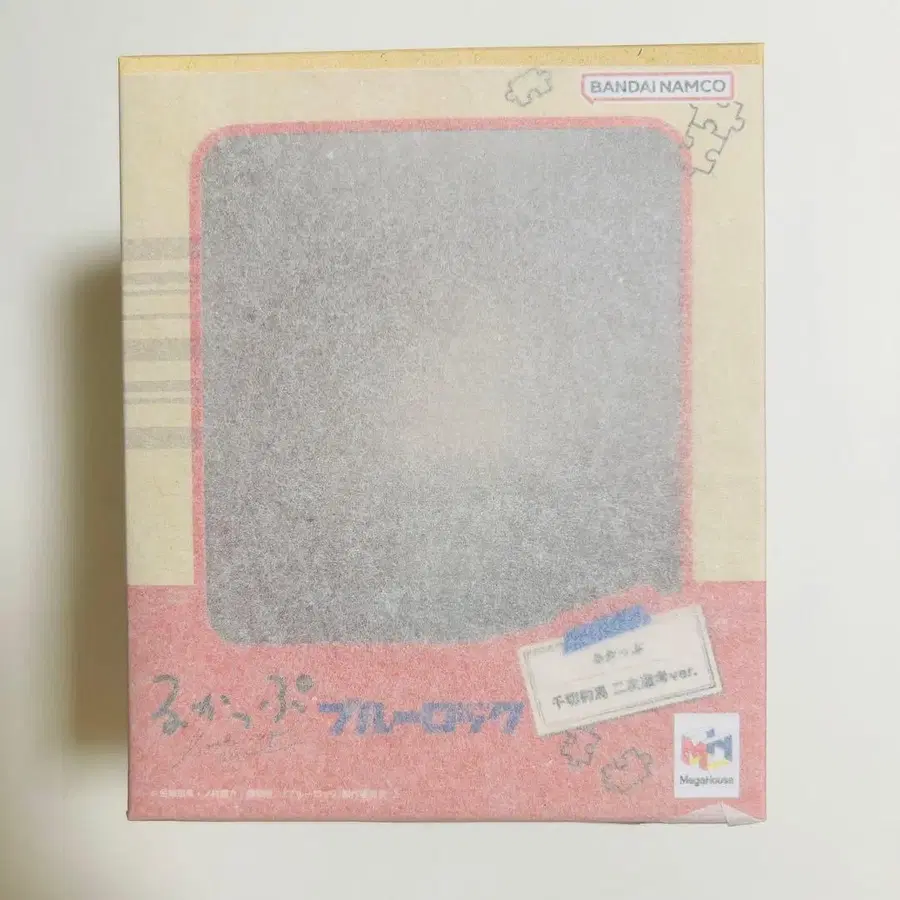 BANDAI NAMCO
るかっぷ
千切豹馬 二次選考ver.
るかっぷ
ブルーロック
MegaHouse